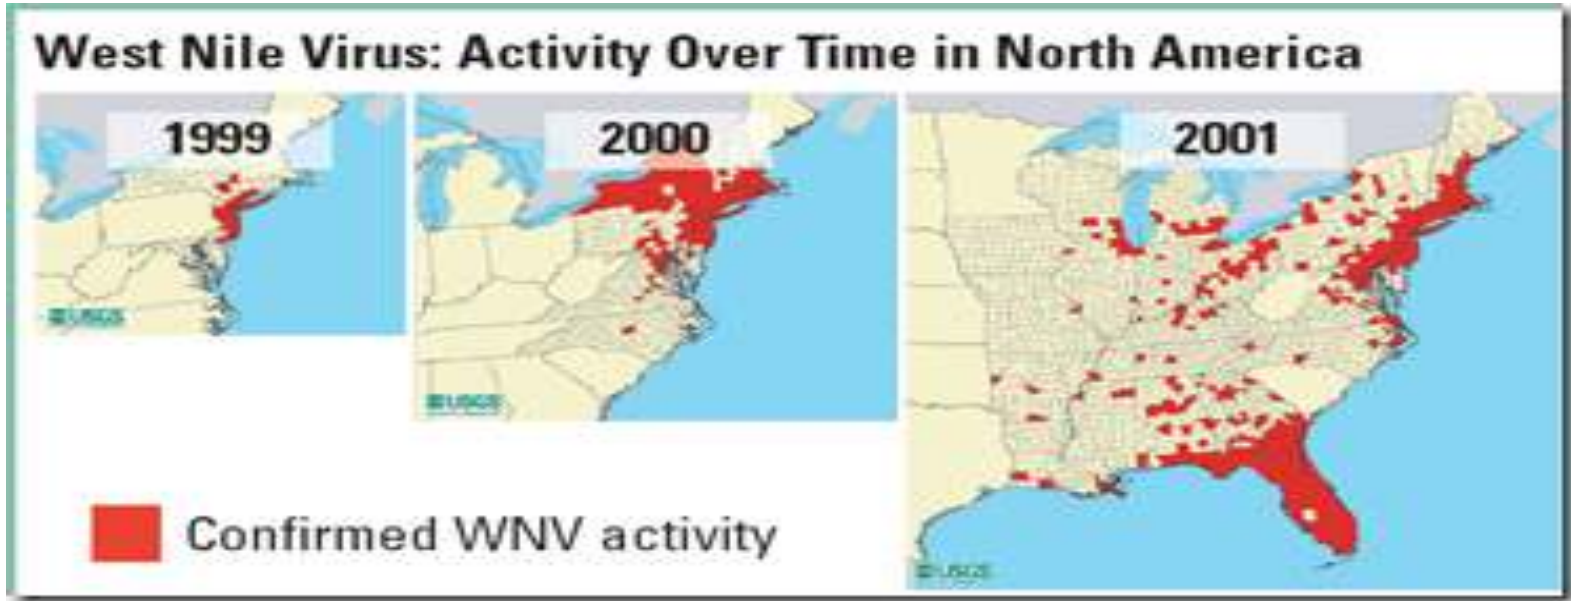 West Nile Virus: Activity Over Time in North America
1999
2000
2001
USGS
USGS
USGS
Confirmed WNV activity